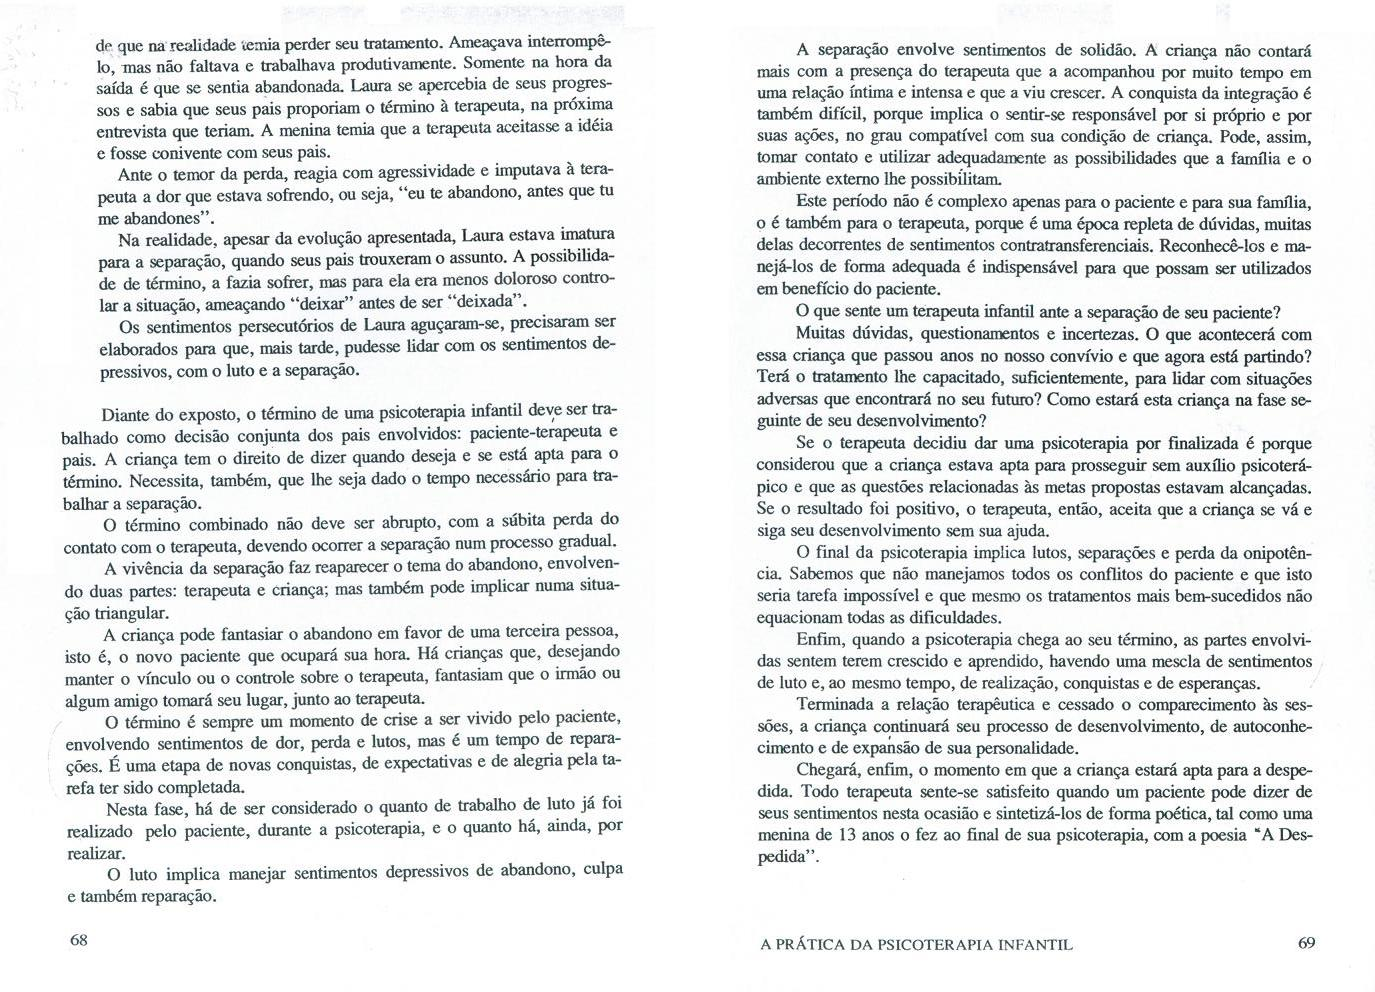 de que na realidade temia perder seu tratamento. Ameaçava interrompê-
lo, mas não faltava e trabalhava produtivamente. Somente na hora da
saída é que se sentia abandonada. Laura se apercebia de seus progres-
sos e sabia que seus pais proporiam o término à terapeuta, na próxima
entrevista que teriam. A menina temia que a terapeuta aceitasse a idéia
e fosse conivente com seus pais.
Ante o temor da perda, reagia com agressividade e imputava à tera-
peuta a dor que estava sofrendo, ou seja, “eu te abandono, antes que tu
me abandones”.
Na realidade, apesar da evolução apresentada, Laura estava imatura
para a separação, quando seus pais trouxeram o assunto. A possibilida-
de de término, a fazia sofrer, mas para ela era menos doloroso contro-
lar a situação, ameaçando “deixar” antes de ser “deixada”.
Os sentimentos persecutórios de Laura aguçaram-se, precisaram ser
elaborados para que, mais tarde, pudesse lidar com os sentimentos de-
pressivos, com o luto e a separação.
Diante do exposto, o término de uma psicoterapia infantil deve ser tra-
balhado como decisão conjunta dos pais envolvidos: paciente-terapeuta e
pais. A criança tem o direito de dizer quando deseja e se está apta para o
término. Necessita, também, que lhe seja dado o tempo necessário para tra-
balhar a separação.
O término combinado não deve ser abrupto, com a súbita perda do
contato com o terapeuta, devendo ocorrer a separação num processo gradual.
A vivência da separação faz reaparecer o tema do abandono, envolven-
do duas partes: terapeuta e criança; mas também pode implicar numa situa-
ção triangular.
A criança pode fantasiar o abandono em favor de uma terceira pessoa,
isto é, o novo paciente que ocupará sua hora. Há crianças que, desejando
manter o vínculo ou o controle sobre o terapeuta, fantasiam que o irmão ou
algum amigo tomará seu lugar, junto ao terapeuta.
O término é sempre um momento de crise a ser vivido pelo paciente,
envolvendo sentimentos de dor, perda e lutos, mas é um tempo de repara-
ções. É uma etapa de novas conquistas, de expectativas e de alegria pela ta-
refa ter sido completada.
Nesta fase, há de ser considerado o quanto de trabalho de luto já foi
realizado pelo paciente, durante a psicoterapia, e o quanto há, ainda, por
realizar.
O luto implica manejar sentimentos depressivos de abandono, culpa
e também reparação.
68
A separação envolve sentimentos de solidão. A criança não contará
mais com a presença do terapeuta que a acompanhou por muito tempo em
uma relação íntima e intensa e que a viu crescer. A conquista da integração é
também difícil, porque implica o sentir-se responsável por si próprio e por
suas ações, no grau compatível com sua condição de criança. Pode, assim,
tomar contato e utilizar adequadamente as possibilidades que a família e o
ambiente externo lhe possibilitam.
Este período não é complexo apenas para o paciente e para sua família,
o é também para o terapeuta, porque é uma época repleta de dúvidas, muitas
delas decorrentes de sentimentos contratransferenciais. Reconhecê-los e ma-
nejá-los de forma adequada é indispensável para que possam ser utilizados
em benefício do paciente.
O que sente um terapeuta infantil ante a separação de seu paciente?
Muitas dúvidas, questionamentos e incertezas. O que acontecerá com
essa criança que passou anos no nosso convívio e que agora está partindo?
Terá o tratamento lhe capacitado, suficientemente, para lidar com situações
adversas que encontrará no seu futuro? Como estará esta criança na fase se-
guinte de seu desenvolvimento?
Se o terapeuta decidiu dar uma psicoterapia por finalizada é porque
considerou que a criança estava apta para prosseguir sem auxílio psicoterá-
pico e que as questões relacionadas às metas propostas estavam alcançadas.
Se o resultado foi positivo, o terapeuta, então, aceita que a criança se vá e
siga seu desenvolvimento sem sua ajuda.
O final da psicoterapia implica lutos, separações e perda da onipotên-
cia. Sabemos que não manejamos todos os conflitos do paciente e que isto
seria tarefa impossível e que mesmo os tratamentos mais bem-sucedidos não
equacionam todas as dificuldades.
Enfim, quando a psicoterapia chega ao seu término, as partes envolvi-
das sentem terem crescido e aprendido, havendo uma mescla de sentimentos
de luto e, ao mesmo tempo, de realização, conquistas e de esperanças.
Terminada a relação terapêutica e cessado o comparecimento às ses-
sões, a criança continuará seu processo de desenvolvimento, de autoconhe-
cimento e de expansão de sua personalidade.
Chegará, enfim, o momento em que a criança estará apta para a despe-
dida. Todo terapeuta sente-se satisfeito quando um paciente pode dizer de
seus sentimentos nesta ocasião e sintetizá-los de forma poética, tal como uma
menina de 13 anos o fez ao final de sua psicoterapia, com a poesia “A Des-
pedida”.
A PRÁTICA DA PSICOTERAPIA INFANTIL 69